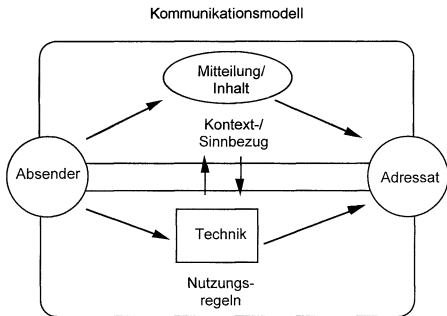 Kommunikationsmodell
Mitteilung/
Inhalt
Kontext-/
Sinnbezug
Absender
Adressat
Technik
Nutzungs-
regeln